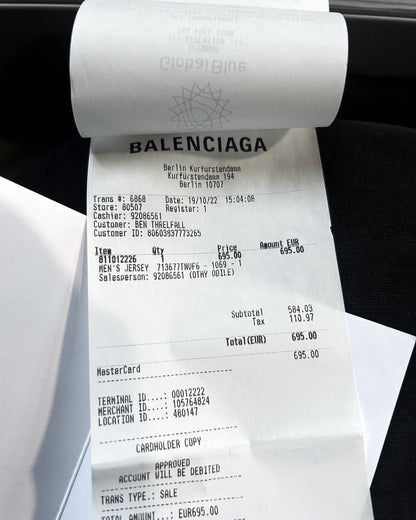 GlobalBlue
BALENCIAGA
Berlin Kurfurstendamm
Kurfürstendamm 194
Berlin 10707
Trans #: 6868 Date: 19/10/22 15:04:08
Store: 80507 Register: 1
Cashier: 92086561
Customer: BEN THRELFALL
Customer ID: 80603837773265
Item Qty Price Amount EUR
811012226 1 695.00 695.00
MEN'S JERSEY 713677TNVF6 - 1069 - 1
Salesperson: 92086561 (OTHY ODILE)
Subtotal 584.03
Tax 110.97
Total(EUR) 695.00
MasterCard 695.00
TERMINAL ID....: 00012222
MERCHANT ID....: 105764824
LOCATION ID....: 480147
CARDHOLDER COPY
APPROVED
ACCOUNT WILL BE DEBITED
TRANS TYPE.: SALE
TOTAL AMOUNT...: EUR695.00